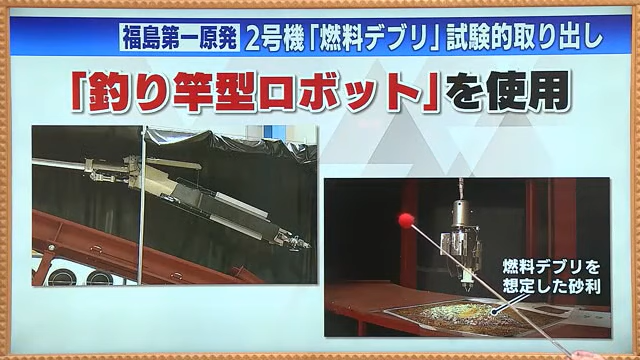 福島第一原発 2号機「燃料デブリ」試験的取り出し
「釣り竿型ロボット」を使用
燃料デブリを
想定した砂利